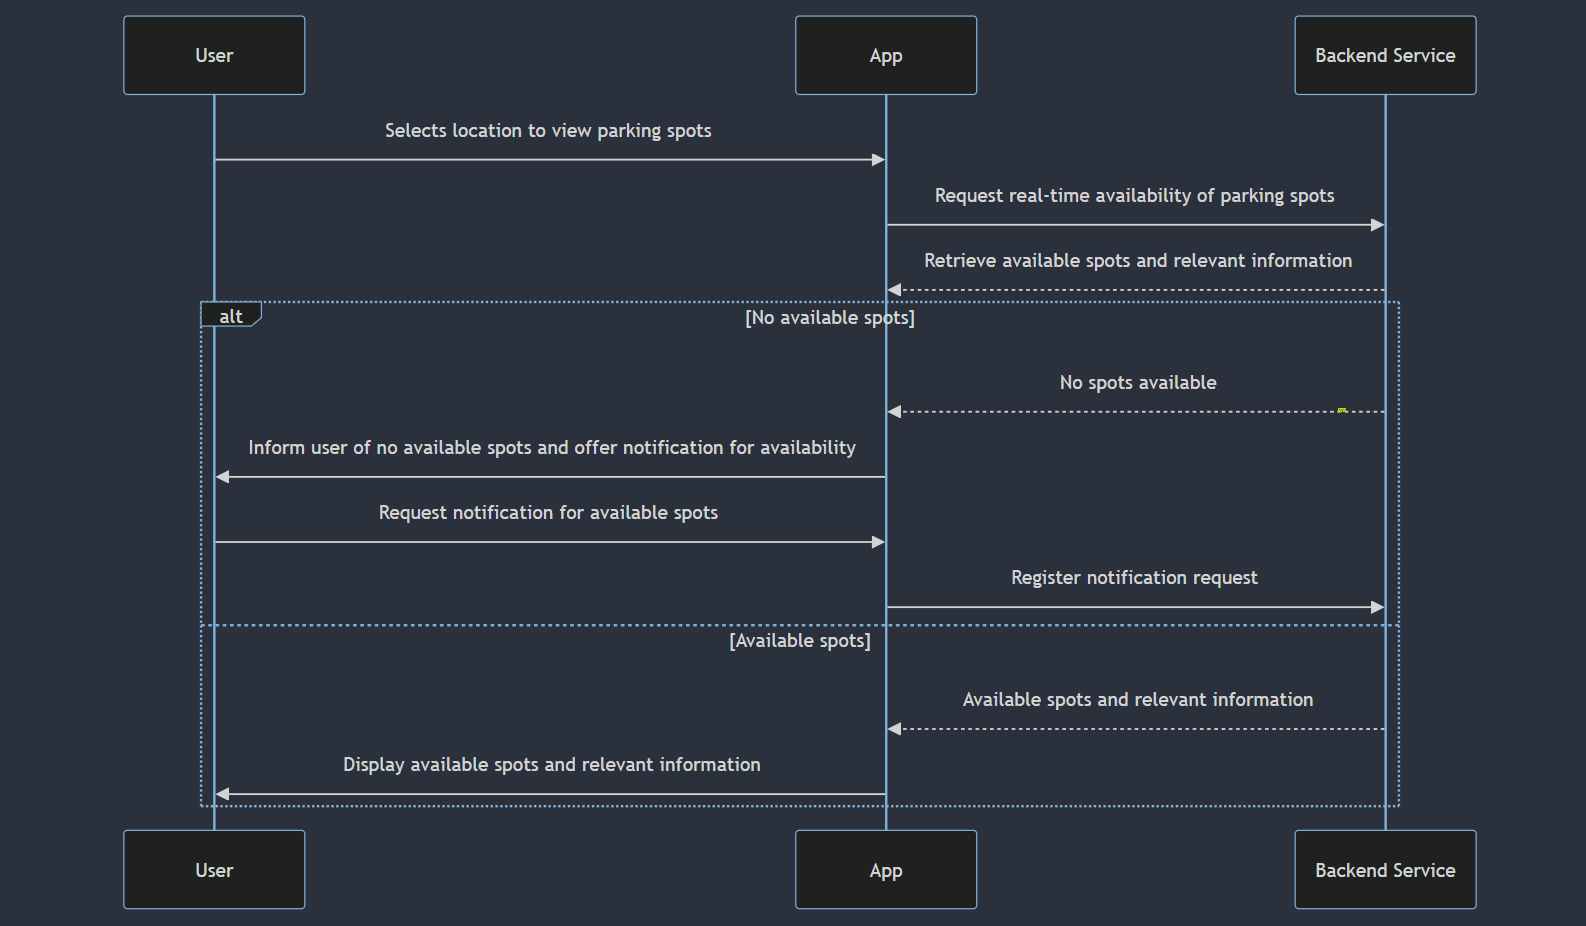 User
App
Backend Service
Selects location to view parking spots
Request real-time availability of parking spots
Retrieve available spots and relevant information
alt
[No available spots]
No spots available
Inform user of no available spots and offer notification for availability
Request notification for available spots
Register notification request
[Available spots]
Available spots and relevant information
Display available spots and relevant information
User
App
Backend Service